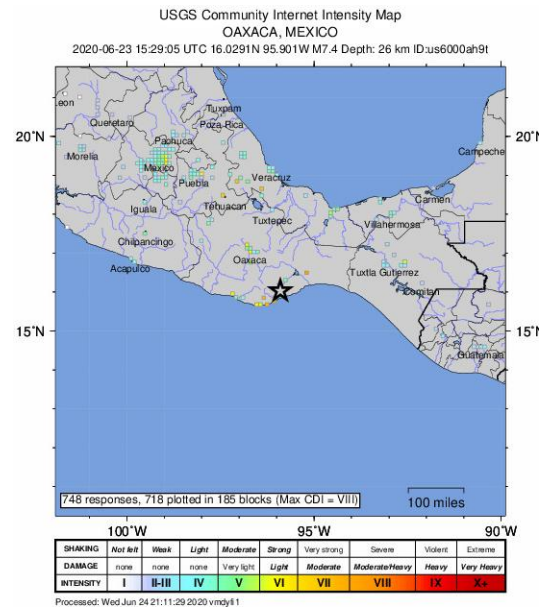 USGS Community Internet Intensity Map
OAXACA, MEXICO
2020-06-23 15:29:05 UTC 16.0291N 95.901W M7.4 Depth: 26 km ID:us6000ah9t
Leon
Queretaro
Tuxpam
Poza-Rica
20°N
20°N
Pachuca
Morelia
Mexico
Campeche
Puebla
Veracruz
Tehuacan
Carmen
Iguala
Tuxtepec
Villahermosa
Chilpancingo
Oaxaca
Acapulco
Tuxtla Gutierrez
Comitan
15°N
15°N
Guatemala
748 responses, 718 plotted in 185 blocks (Max CDI = VIII)
100 miles
100°W 95°W 90°W
SHAKING Not felt Weak Light Moderate Strong Very strong Severe Violent Extreme
DAMAGE none none none Very light Light Moderate Moderate/Heavy Heavy Very Heavy
INTENSITY I II-III IV V VI VII VIII IX X+
Processed: Wed Jun 24 21:11:29 2020 vmdyfi1